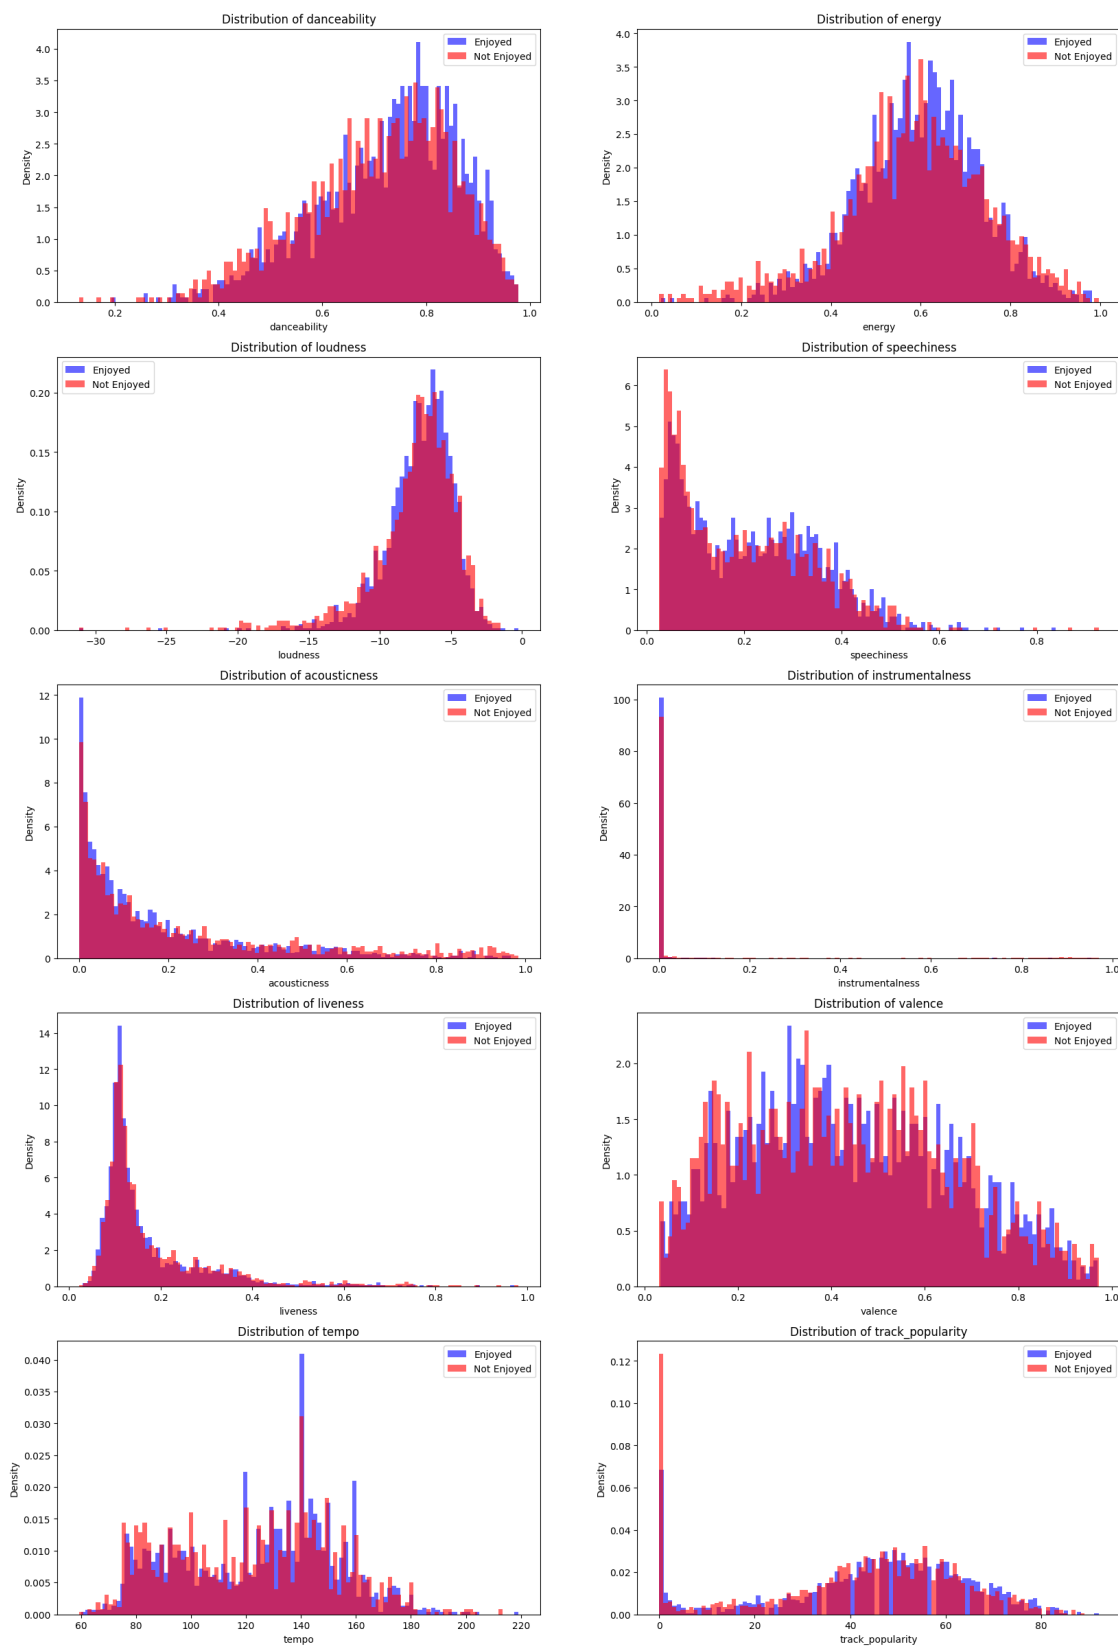 Distribution of danceability
Density
4.0
3.5
3.0
2.5
2.0
1.5
1.0
0.5
0.0
Enjoyed
Not Enjoyed
0.2 0.4 0.6 0.8 1.0
danceability
Distribution of energy
Density
4.0
3.5
3.0
2.5
2.0
1.5
1.0
0.5
0.0
Enjoyed
Not Enjoyed
0.0 0.2 0.4 0.6 0.8 1.0
energy
Distribution of loudness
Density
0.20
0.15
0.10
0.05
0.00
Enjoyed
Not Enjoyed
−30 −25 −20 −15 −10 −5 0
loudness
Distribution of speechiness
Density
6
5
4
3
2
1
0
Enjoyed
Not Enjoyed
0.0 0.2 0.4 0.6 0.8
speechiness
Distribution of acousticness
Density
12
10
8
6
4
2
0
Enjoyed
Not Enjoyed
0.0 0.2 0.4 0.6 0.8 1.0
acousticness
Distribution of instrumentalness
Density
100
80
60
40
20
0
Enjoyed
Not Enjoyed
0.0 0.2 0.4 0.6 0.8 1.0
instrumentalness
Distribution of liveness
Density
14
12
10
8
6
4
2
0
Enjoyed
Not Enjoyed
0.0 0.2 0.4 0.6 0.8 1.0
liveness
Distribution of valence
Density
2.0
1.5
1.0
0.5
0.0
Enjoyed
Not Enjoyed
0.0 0.2 0.4 0.6 0.8 1.0
valence
Distribution of tempo
Density
0.040
0.035
0.030
0.025
0.020
0.015
0.010
0.005
0.000
Enjoyed
Not Enjoyed
60 80 100 120 140 160 180 200 220
tempo
Distribution of track_popularity
Density
0.12
0.10
0.08
0.06
0.04
0.02
0.00
Enjoyed
Not Enjoyed
0 20 40 60 80
track_popularity